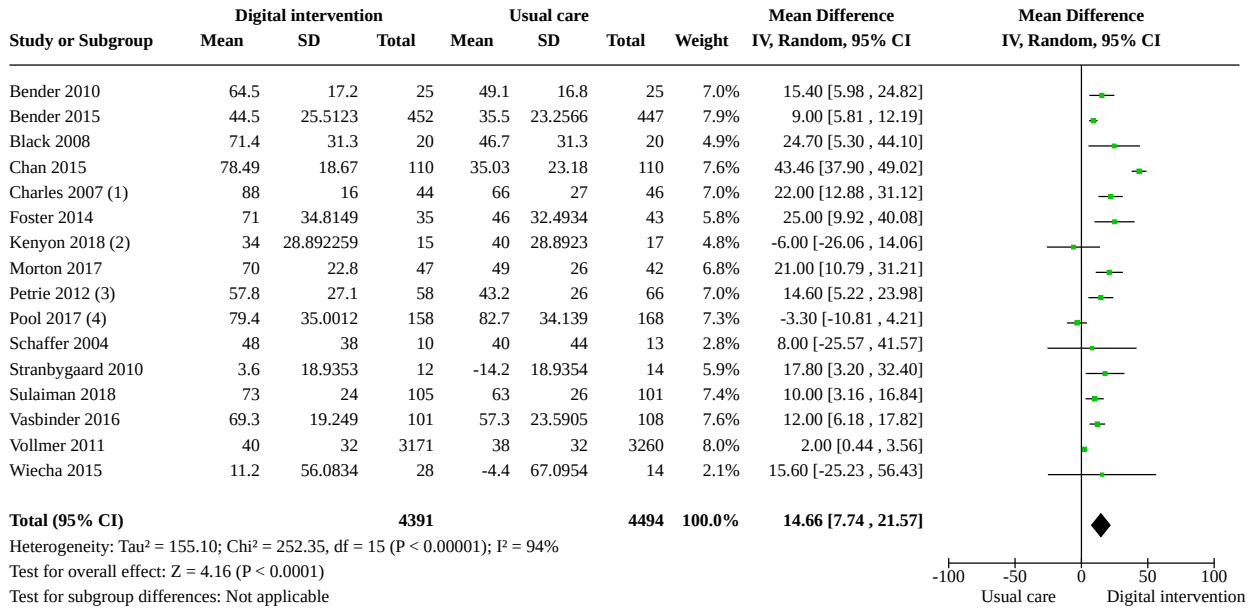 Digital intervention Usual care Mean Difference Mean Difference
Study or Subgroup Mean SD Total Mean SD Total Weight IV, Random, 95% CI IV, Random, 95% CI
Bender 2010 64.5 17.2 25 49.1 16.8 25 7.0% 15.40 [5.98 , 24.82]
Bender 2015 44.5 25.5123 452 35.5 23.2566 447 7.9% 9.00 [5.81 , 12.19]
Black 2008 71.4 31.3 20 46.7 31.3 20 4.9% 24.70 [5.30 , 44.10]
Chan 2015 78.49 18.67 110 35.03 23.18 110 7.6% 43.46 [37.90 , 49.02]
Charles 2007 (1) 88 16 44 66 27 46 7.0% 22.00 [12.88 , 31.12]
Foster 2014 71 34.8149 35 46 32.4934 43 5.8% 25.00 [9.92 , 40.08]
Kenyon 2018 (2) 34 28.892259 15 40 28.8923 17 4.8% -6.00 [-26.06 , 14.06]
Morton 2017 70 22.8 47 49 26 42 6.8% 21.00 [10.79 , 31.21]
Petrie 2012 (3) 57.8 27.1 58 43.2 26 66 7.0% 14.60 [5.22 , 23.98]
Pool 2017 (4) 79.4 35.0012 158 82.7 34.139 168 7.3% -3.30 [-10.81 , 4.21]
Schaffer 2004 48 38 10 40 44 13 2.8% 8.00 [-25.57 , 41.57]
Stranbygaard 2010 3.6 18.9353 12 -14.2 18.9354 14 5.9% 17.80 [3.20 , 32.40]
Sulaiman 2018 73 24 105 63 26 101 7.4% 10.00 [3.16 , 16.84]
Vasbinder 2016 69.3 19.249 101 57.3 23.5905 108 7.6% 12.00 [6.18 , 17.82]
Vollmer 2011 40 32 3171 38 32 3260 8.0% 2.00 [0.44 , 3.56]
Wiecha 2015 11.2 56.0834 28 -4.4 67.0954 14 2.1% 15.60 [-25.23 , 56.43]
Total (95% CI) 4391 4494 100.0% 14.66 [7.74 , 21.57]
Heterogeneity: Tau² = 155.10; Chi² = 252.35, df = 15 (P < 0.00001); I² = 94%
Test for overall effect: Z = 4.16 (P < 0.0001)
-100 -50 0 50 100
Test for subgroup differences: Not applicable
Usual care Digital intervention